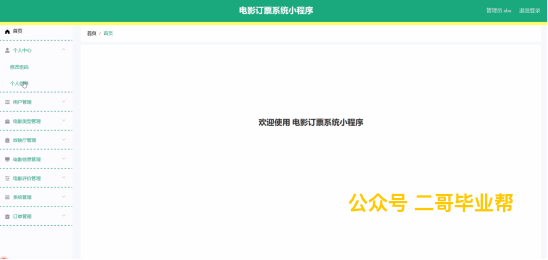 电影订票系统小程序
管理员 abo 退出登录
首页
首页 / 首页
个人中心
修改密码
个人信息
用户管理
电影类型管理
放映厅管理
电影信息管理
电影评价管理
系统管理
订单管理
欢迎使用 电影订票系统小程序
公众号 二哥毕业帮